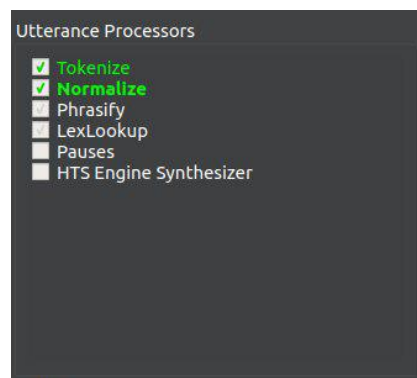 Utterance Processors
Tokenize
Normalize
Phrasify
LexLookup
Pauses
HTS Engine Synthesizer